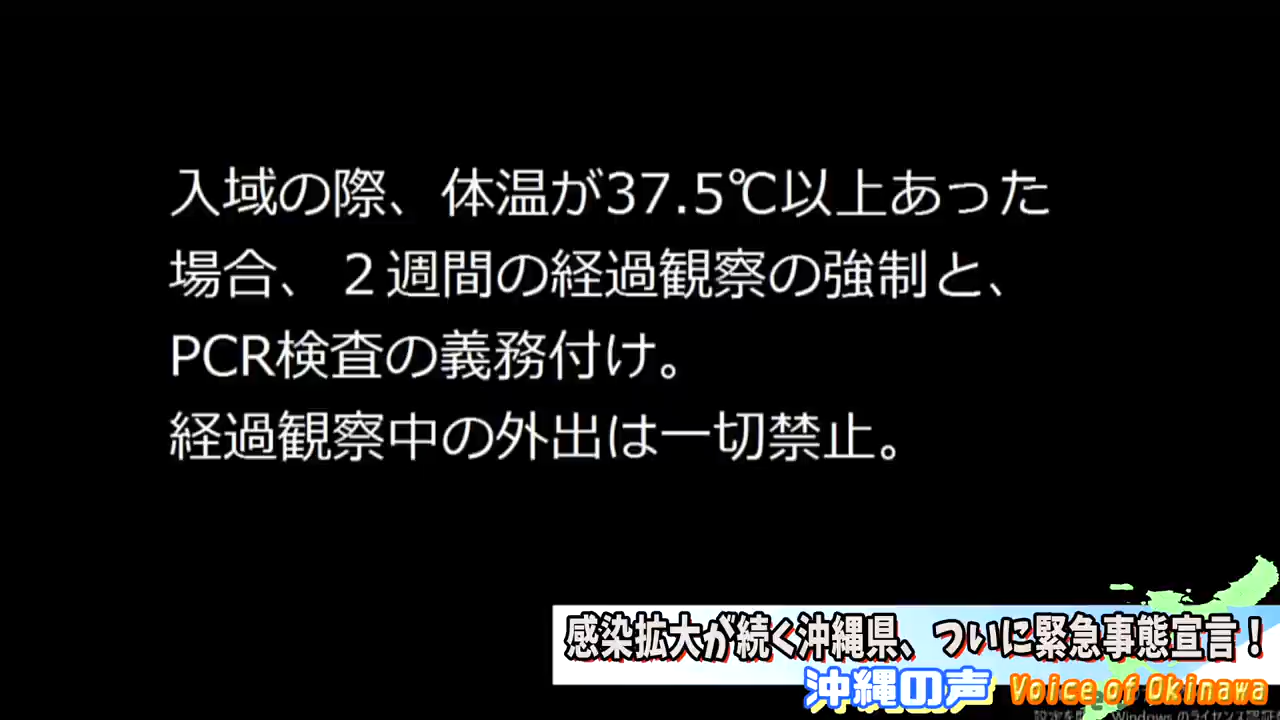 入域の際、体温が37.5℃以上あった
場合、２週間の経過観察の強制と、
PCR検査の義務付け。
経過観察中の外出は一切禁止。
感染拡大が続く沖縄県、ついに緊急事態宣言！
沖縄の声 Voice of Okinawa